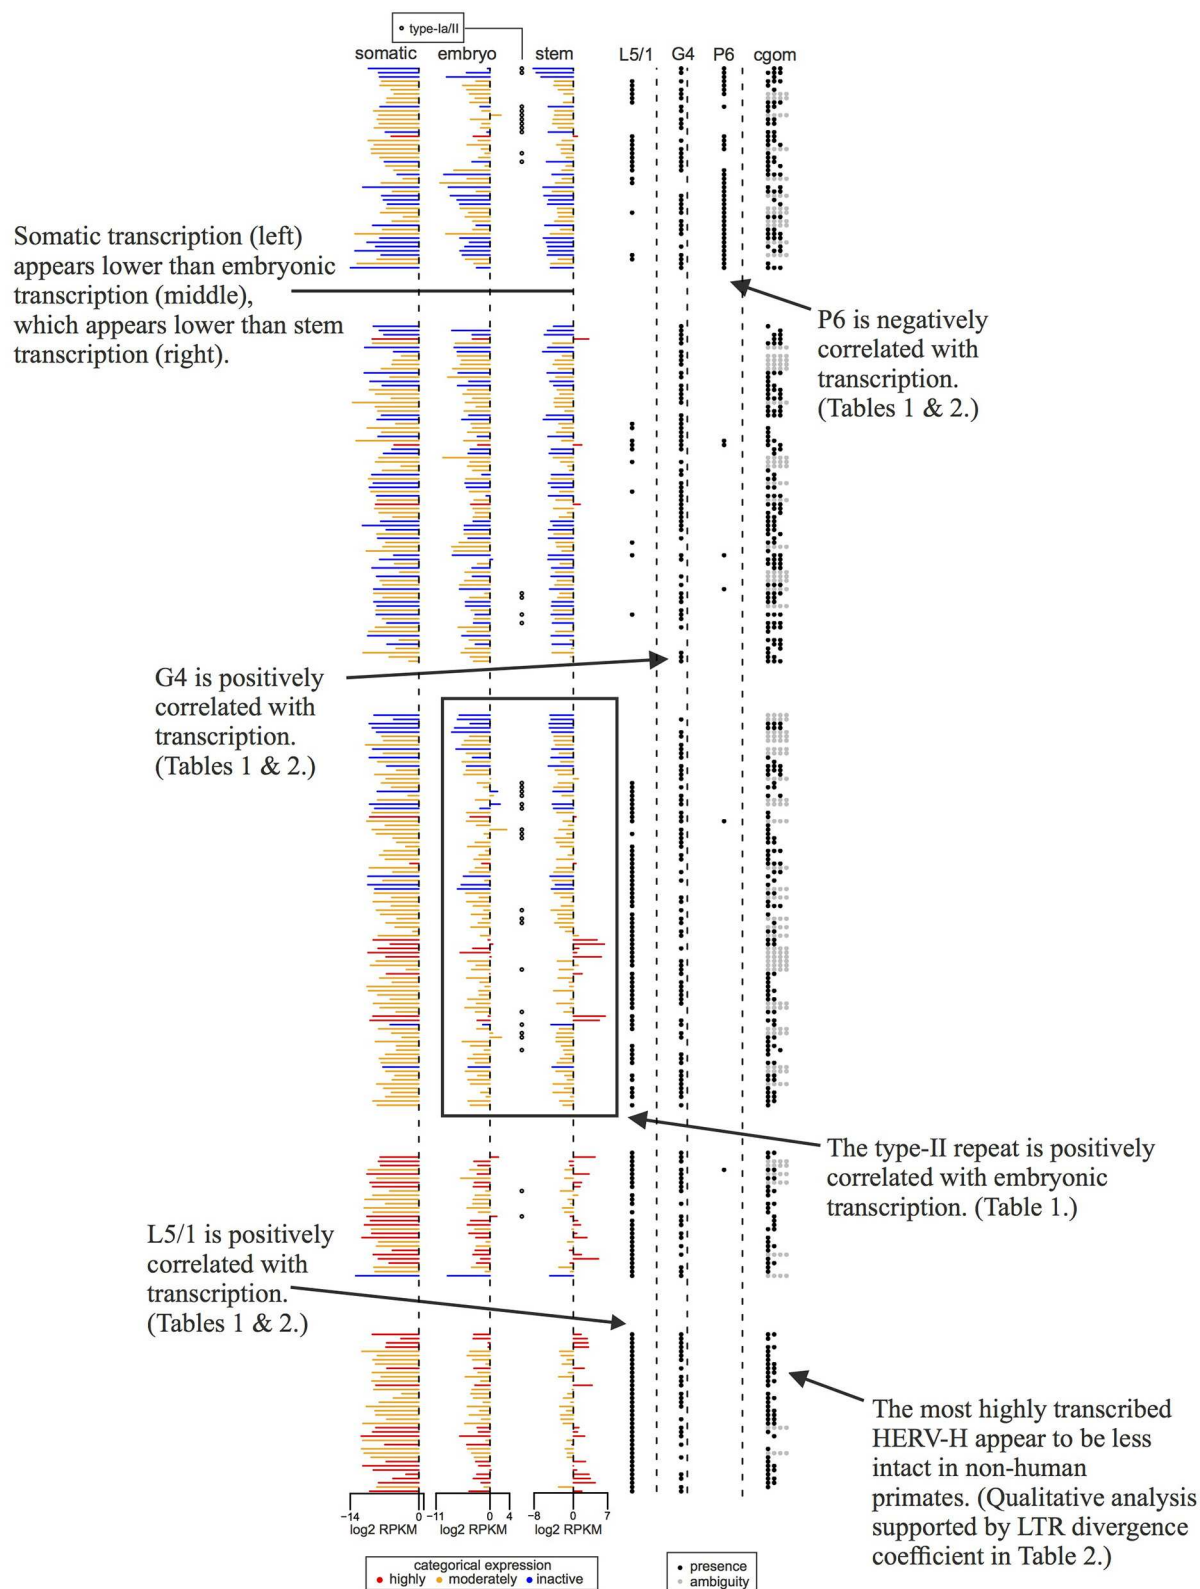 type-Ia/II
somatic embryo stem L5/1 G4 P6 cgom
Somatic transcription (left)
appears lower than embryonic
transcription (middle),
which appears lower than stem
transcription (right).
P6 is negatively
correlated with
transcription.
(Tables 1 & 2.)
G4 is positively
correlated with
transcription.
(Tables 1 & 2.)
The type-II repeat is positively
correlated with embryonic
transcription. (Table 1.)
L5/1 is positively
correlated with
transcription.
(Tables 1 & 2.)
The most highly transcribed
HERV-H appear to be less
intact in non-human
primates. (Qualitative analysis
supported by LTR divergence
coefficient in Table 2.)
−14 0 −11 0 4 −8 0 7
log2 RPKM log2 RPKM log2 RPKM
categorical expression
highly moderately inactive
presence
ambiguity